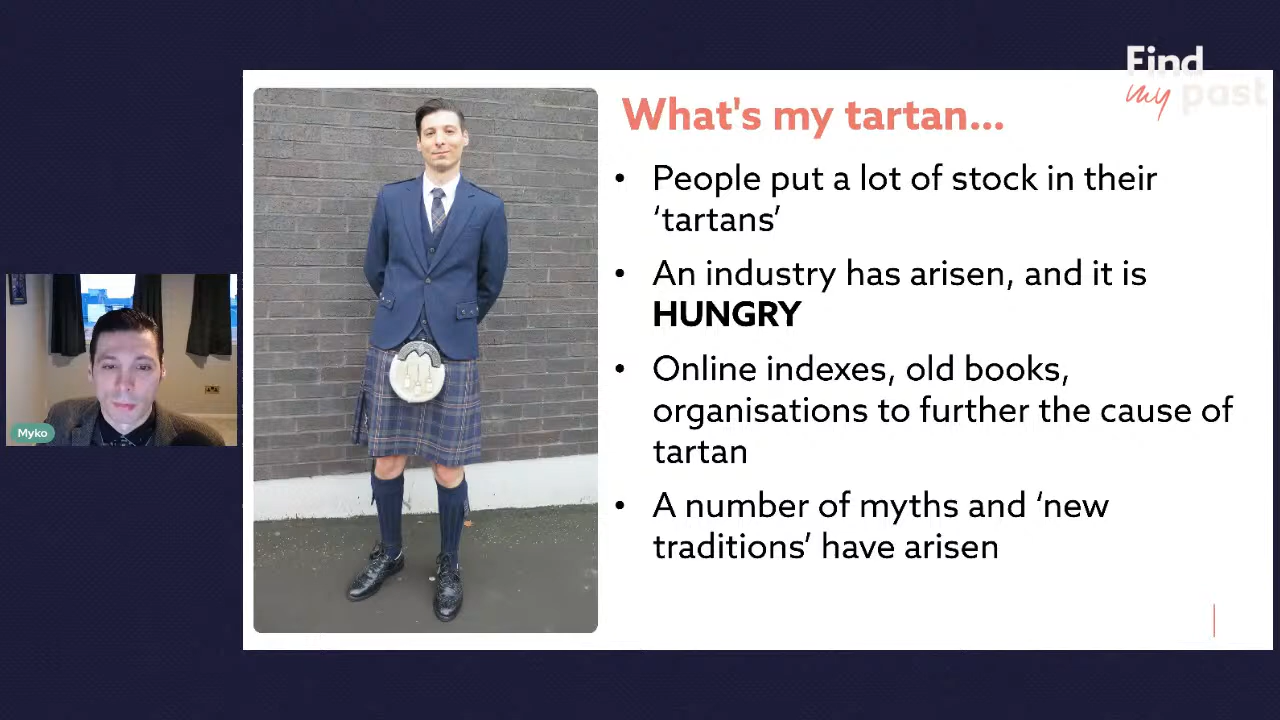 Find
my past
What's my tartan...
• People put a lot of stock in their
‘tartans’
• An industry has arisen, and it is
HUNGRY
• Online indexes, old books,
organisations to further the cause of
tartan
• A number of myths and ‘new
traditions’ have arisen
Myko